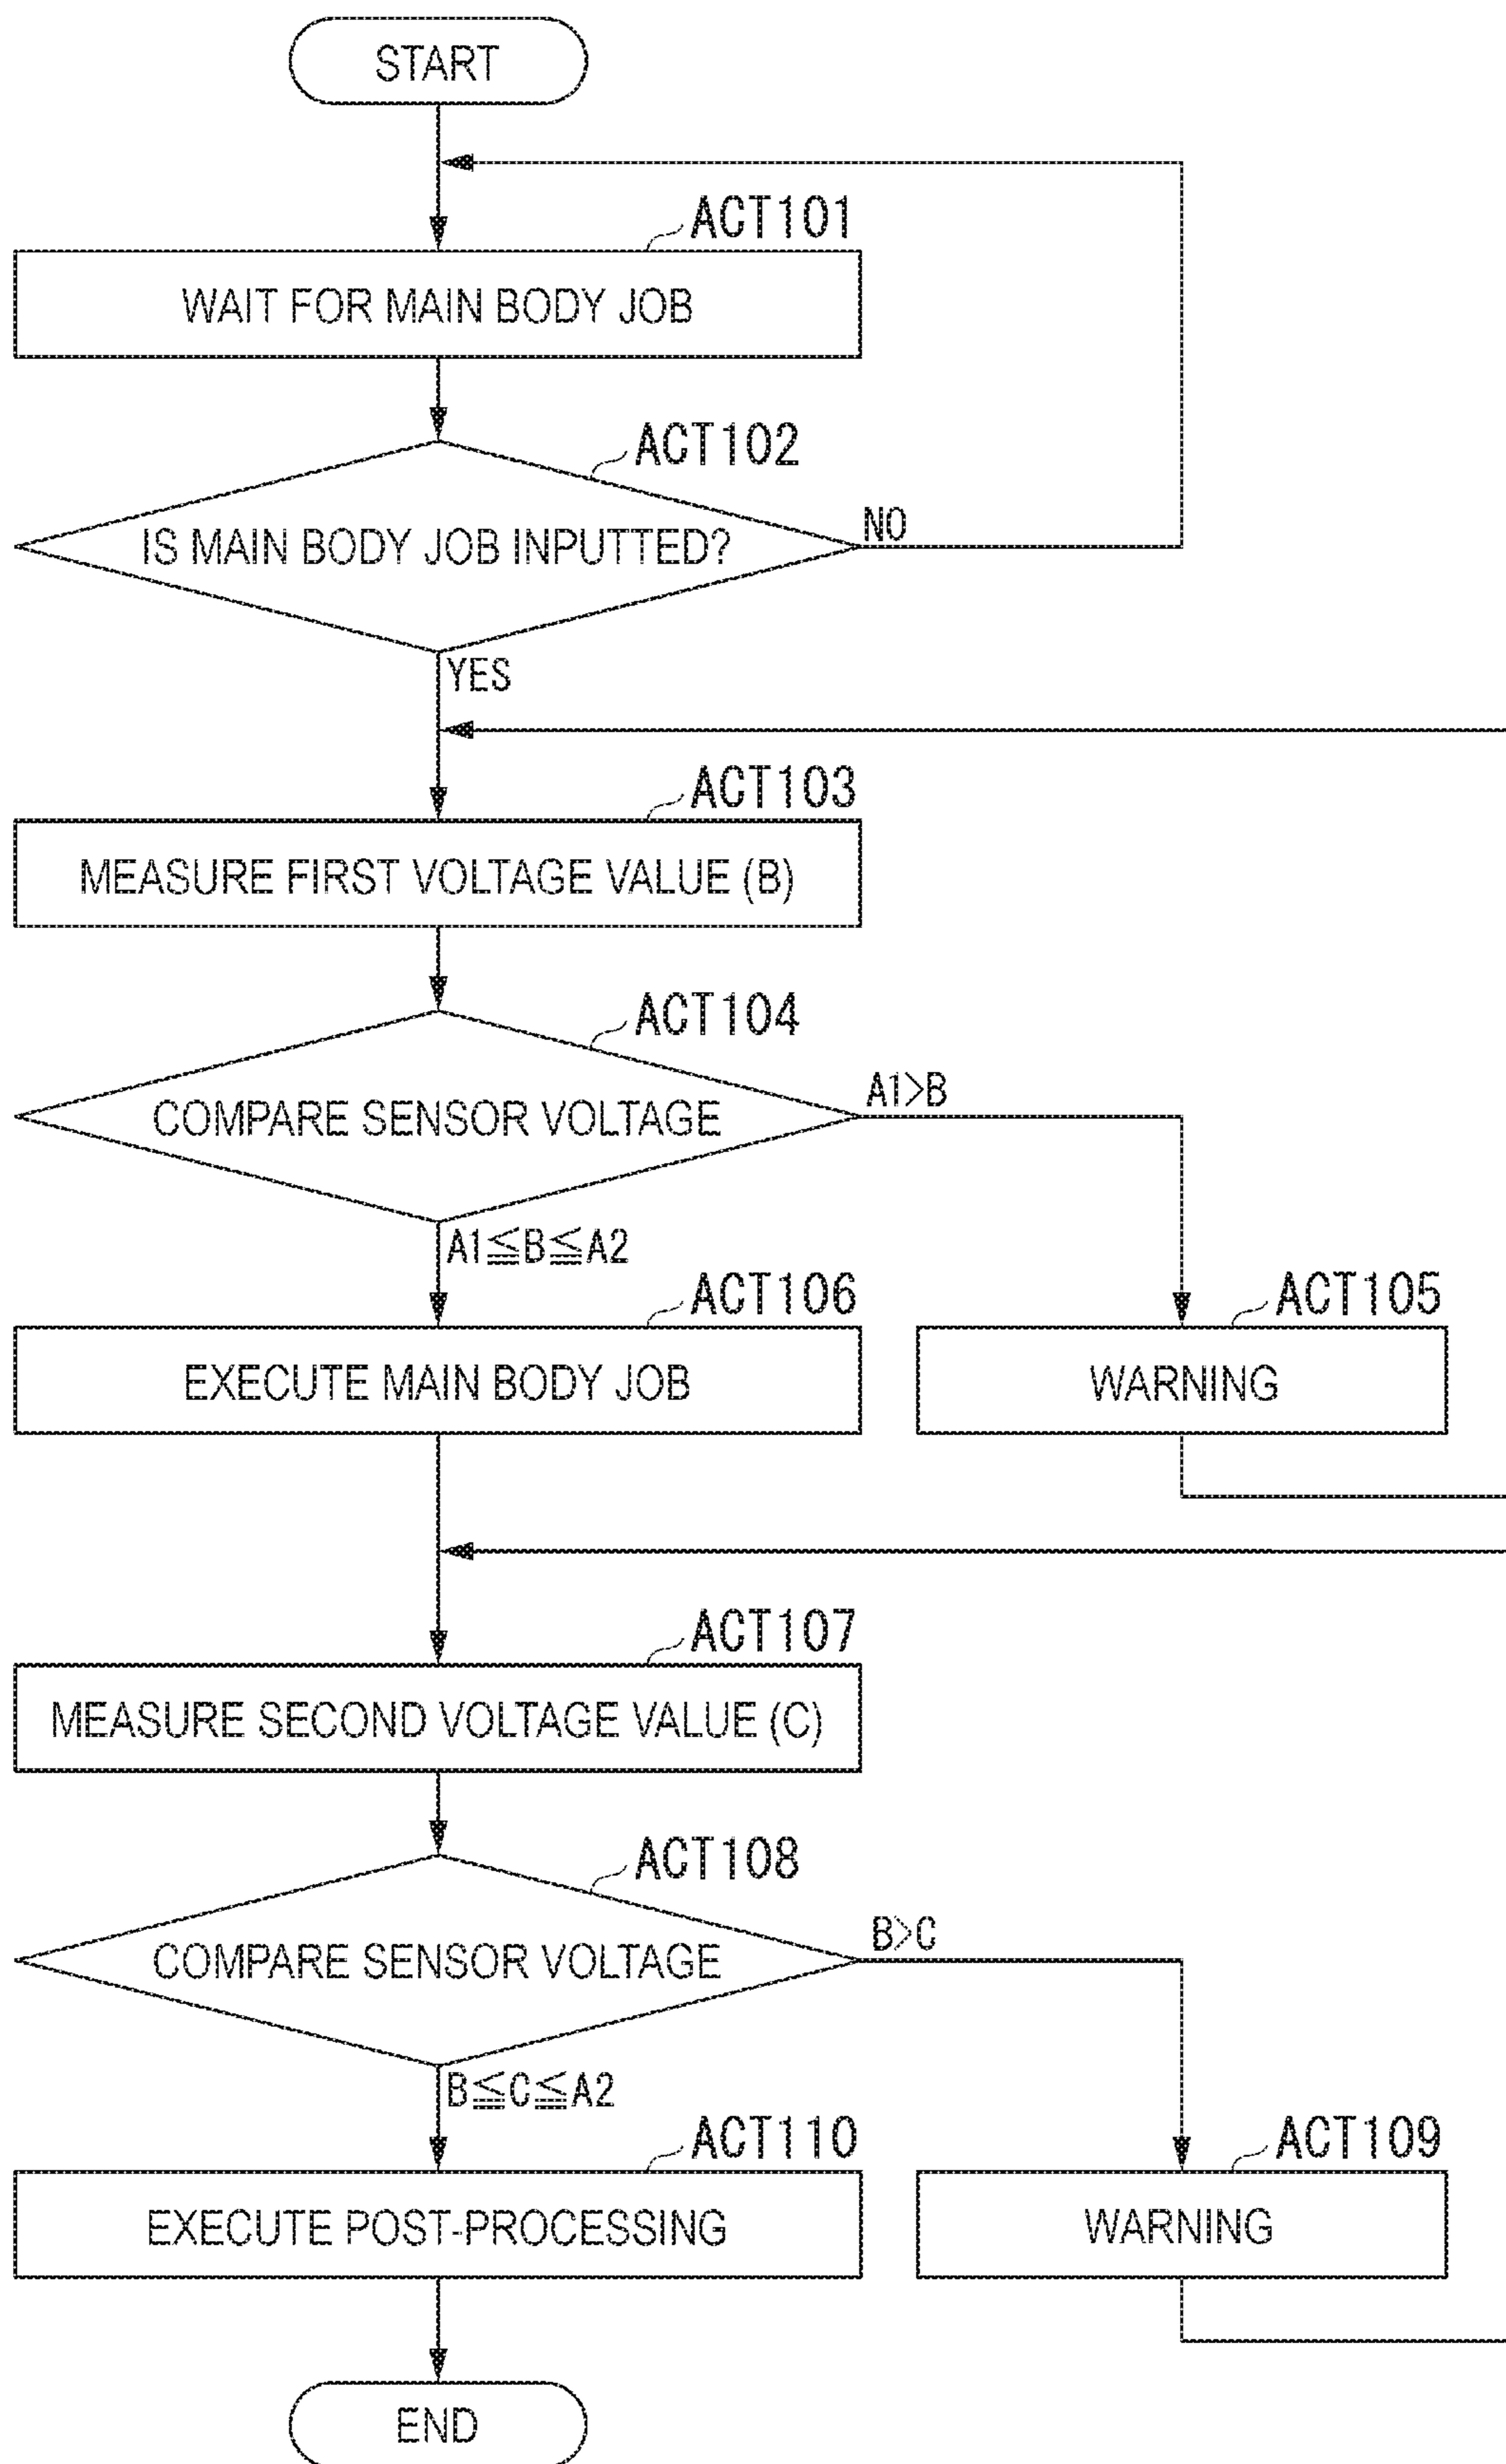 START
ACT101
WAIT FOR MAIN BODY JOB
ACT102
IS MAIN BODY JOB INPUTTED?
NO
YES
ACT103
MEASURE FIRST VOLTAGE VALUE (B)
ACT104
COMPARE SENSOR VOLTAGE
A1>B
A1≦B≦A2
ACT106
EXECUTE MAIN BODY JOB
ACT105
WARNING
ACT107
MEASURE SECOND VOLTAGE VALUE (C)
ACT108
COMPARE SENSOR VOLTAGE
B>C
B≦C≦A2
ACT110
EXECUTE POST-PROCESSING
ACT109
WARNING
END